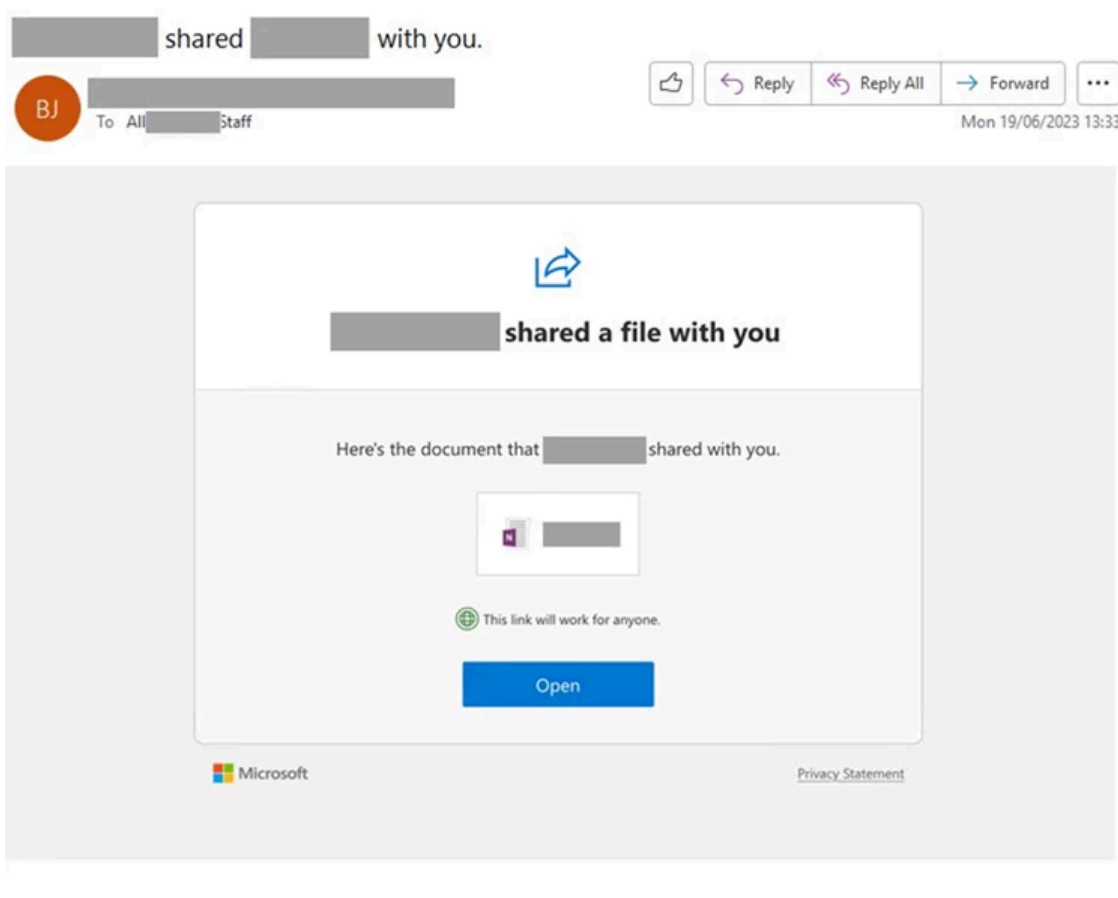 shared with you.
Reply Reply All Forward ...
BJ
To All Staff
Mon 19/06/2023 13:33
shared a file with you
Here's the document that shared with you.
N
This link will work for anyone.
Open
Microsoft Privacy Statement